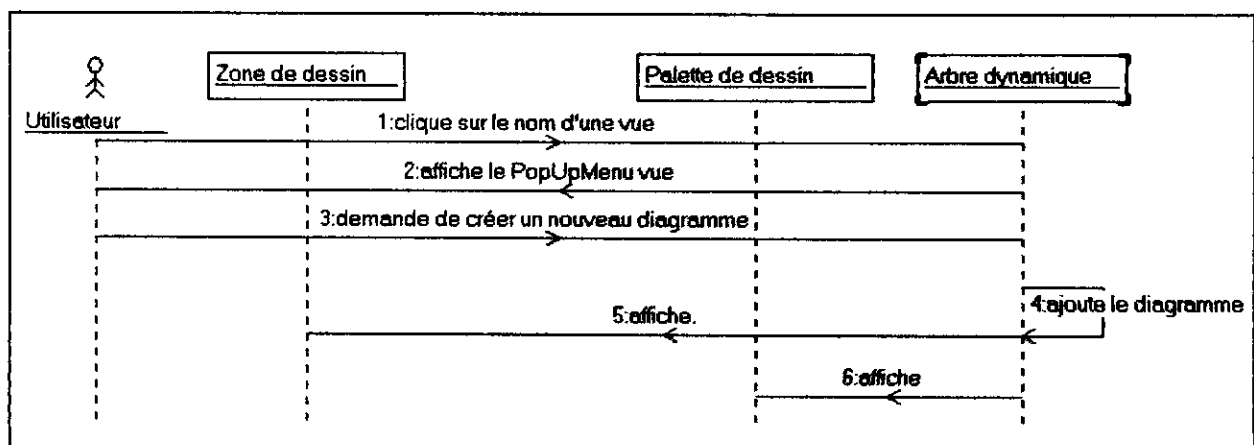 Zone de dessin
Palette de dessin
Arbre dynamique
Utilisateur
1:clique sur le nom d'une vue
2:affiche le PopUpMenu vue
3:demande de créer un nouveau diagramme
4:ajoute le diagramme
5:affiche.
6:affiche